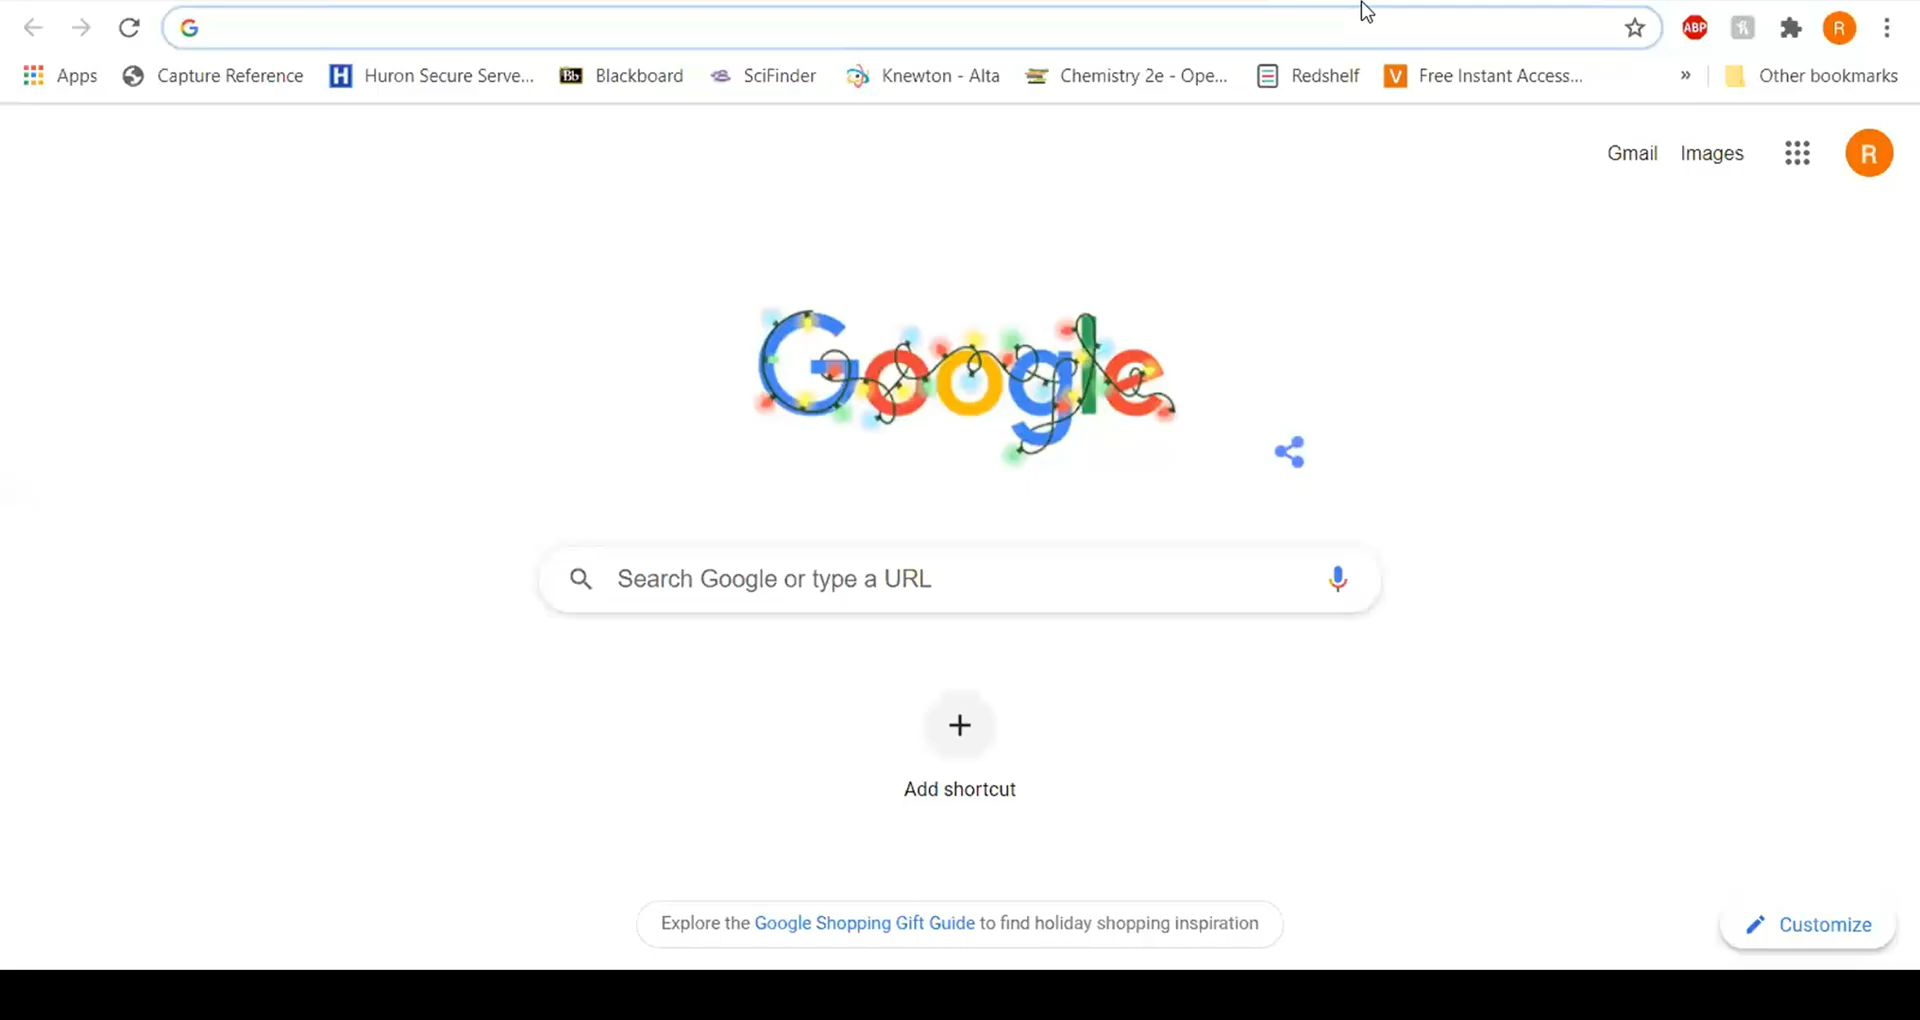 Apps Capture Reference Huron Secure Serve... Blackboard SciFinder Knewton - Alta Chemistry 2e - Ope... Redshelf Free Instant Access... » Other bookmarks
Gmail Images R
Google
Search Google or type a URL
Add shortcut
Explore the Google Shopping Gift Guide to find holiday shopping inspiration
Customize